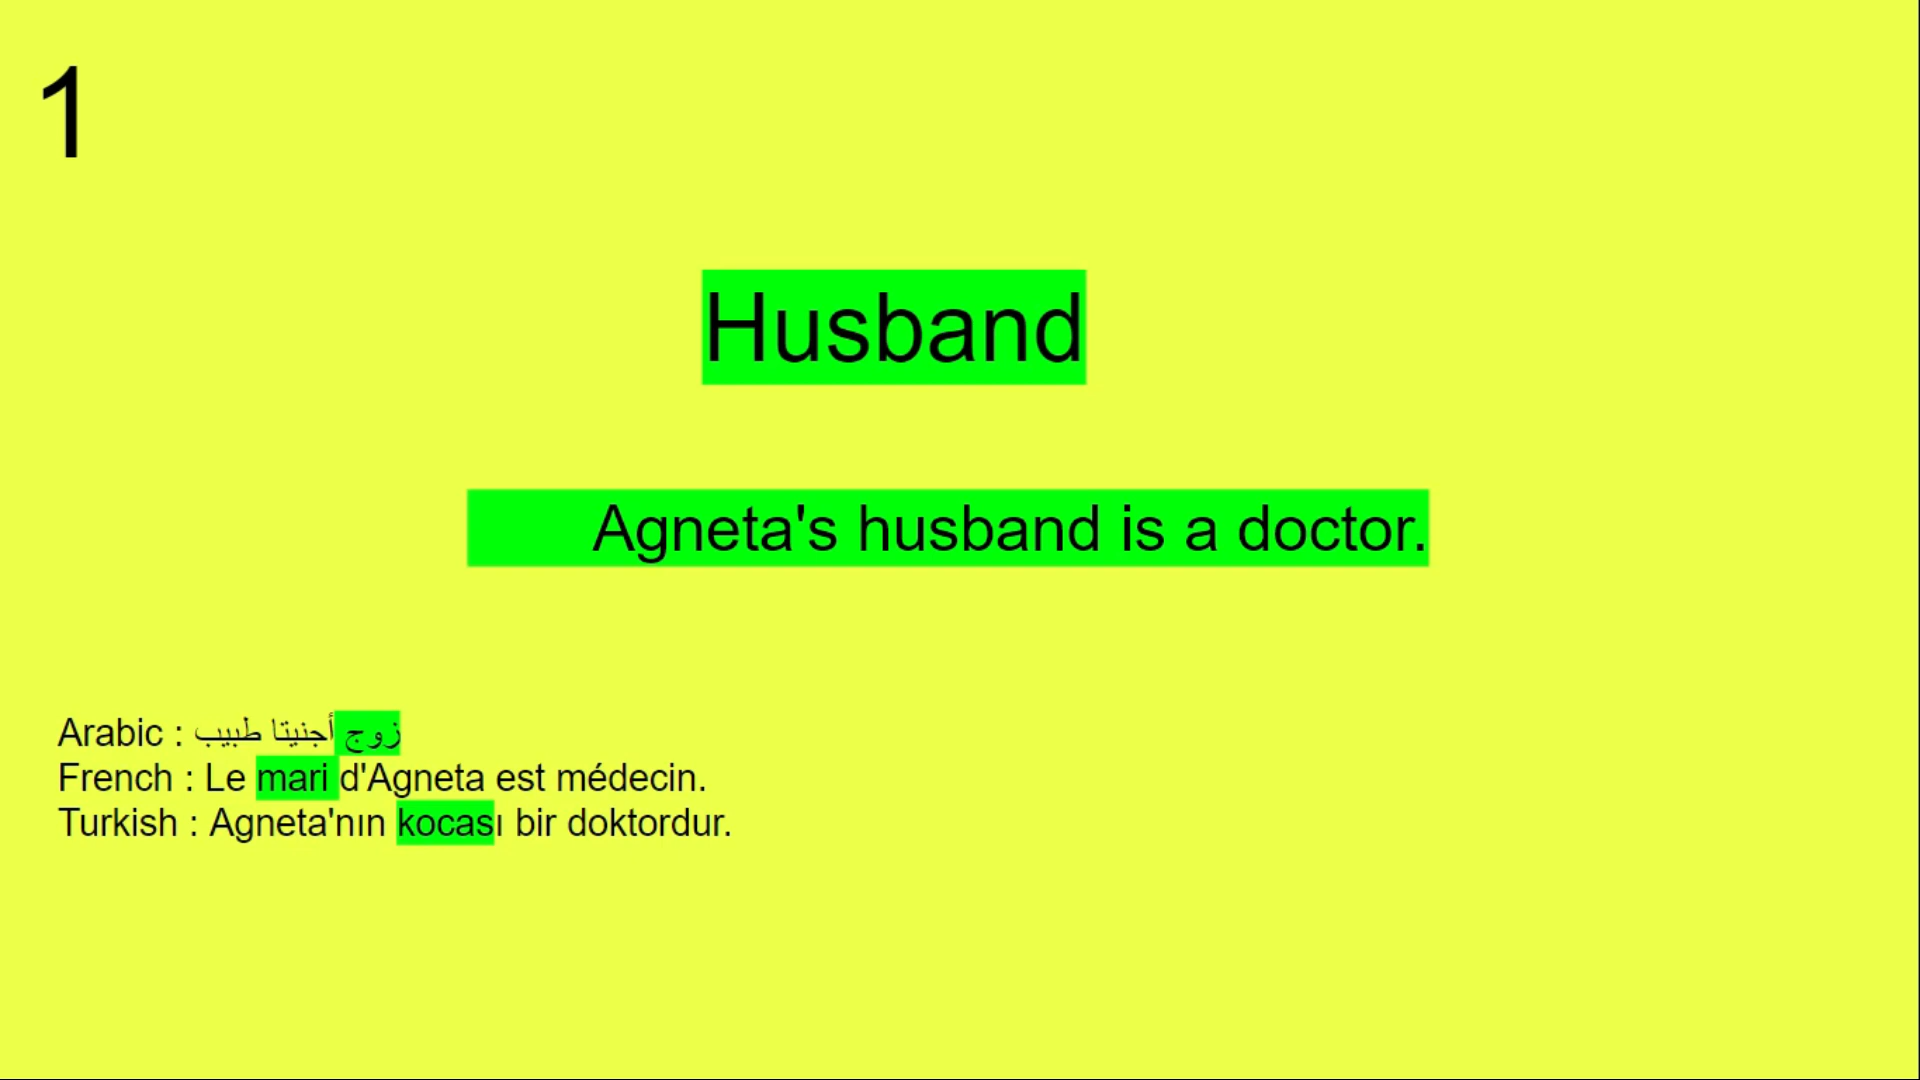 1
Husband
Agneta's husband is a doctor.
Arabic : زوج أجنيتا طبيب
French : Le mari d'Agneta est médecin.
Turkish : Agneta'nın kocası bir doktordur.